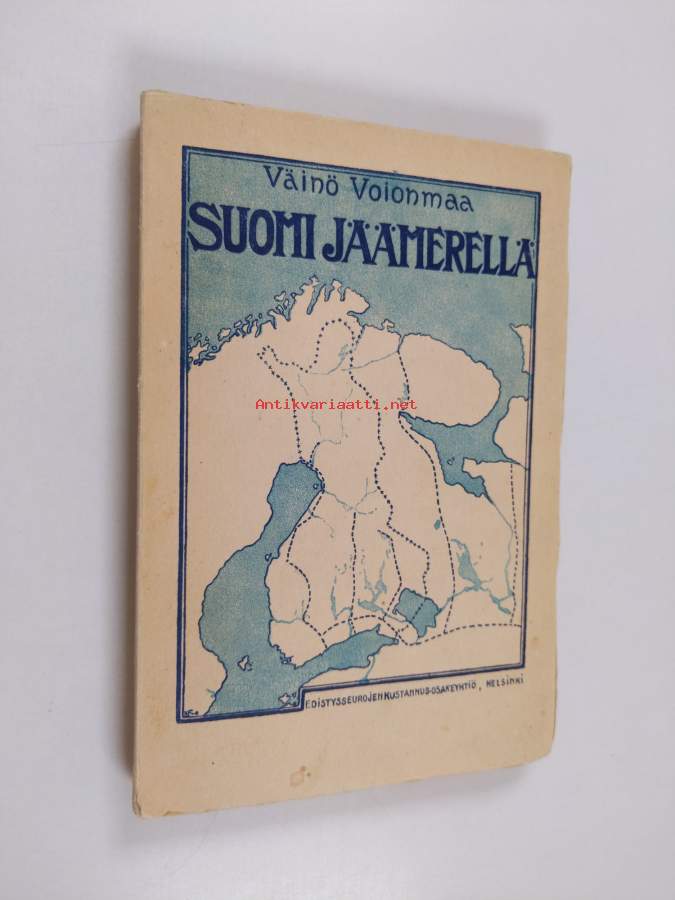 Väinö Voionmaa
SUOMI JÄÄMERELLÄ
Antikvariaatti.net
EDISTYSSEUROJEN KUSTANNUS-OSAKEYHTIÖ, HELSINKI